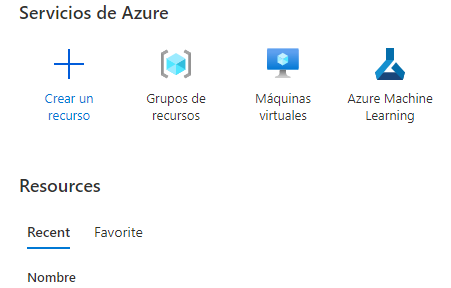 Servicios de Azure
Crear un
recurso
Grupos de
recursos
Máquinas
virtuales
Azure Machine
Learning
Resources
Recent Favorite
Nombre